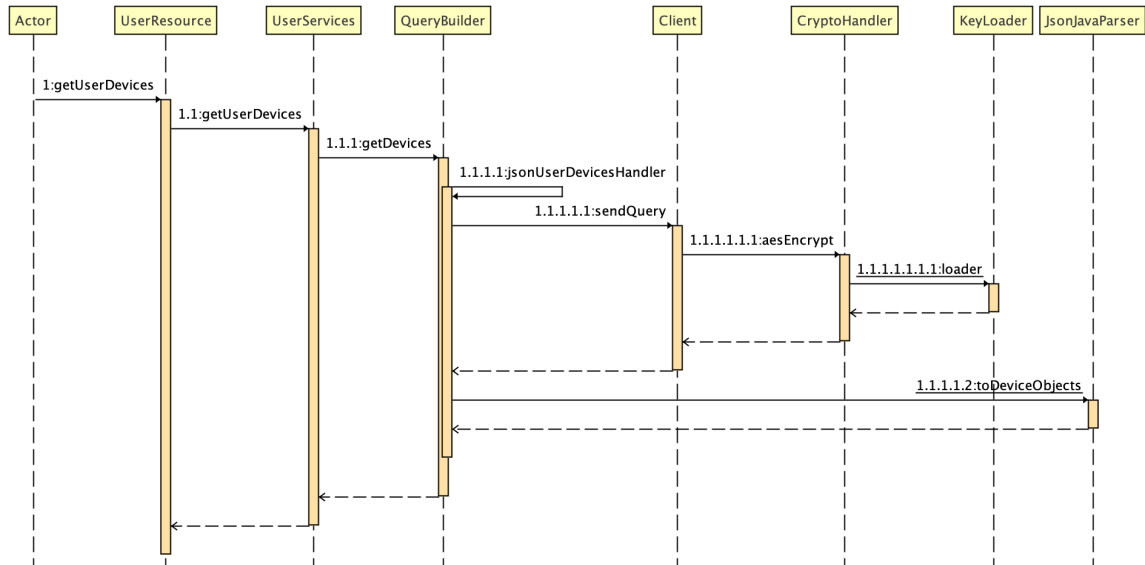 Actor
UserResource
UserServices
QueryBuilder
Client
CryptoHandler
KeyLoader
JsonJavaParser
1:getUserDevices
1.1:getUserDevices
1.1.1:getDevices
1.1.1.1:jsonUserDevicesHandler
1.1.1.1.1:sendQuery
1.1.1.1.1.1:aesEncrypt
1.1.1.1.1.1.1:loader
1.1.1.1.2:toDeviceObjects